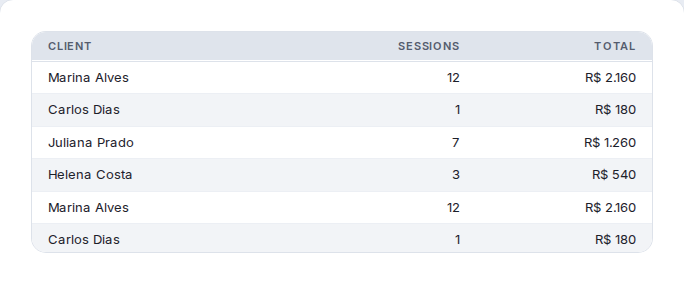 CLIENT SESSIONS TOTAL
Marina Alves 12 R$ 2.160
Carlos Dias 1 R$ 180
Juliana Prado 7 R$ 1.260
Helena Costa 3 R$ 540
Marina Alves 12 R$ 2.160
Carlos Dias 1 R$ 180